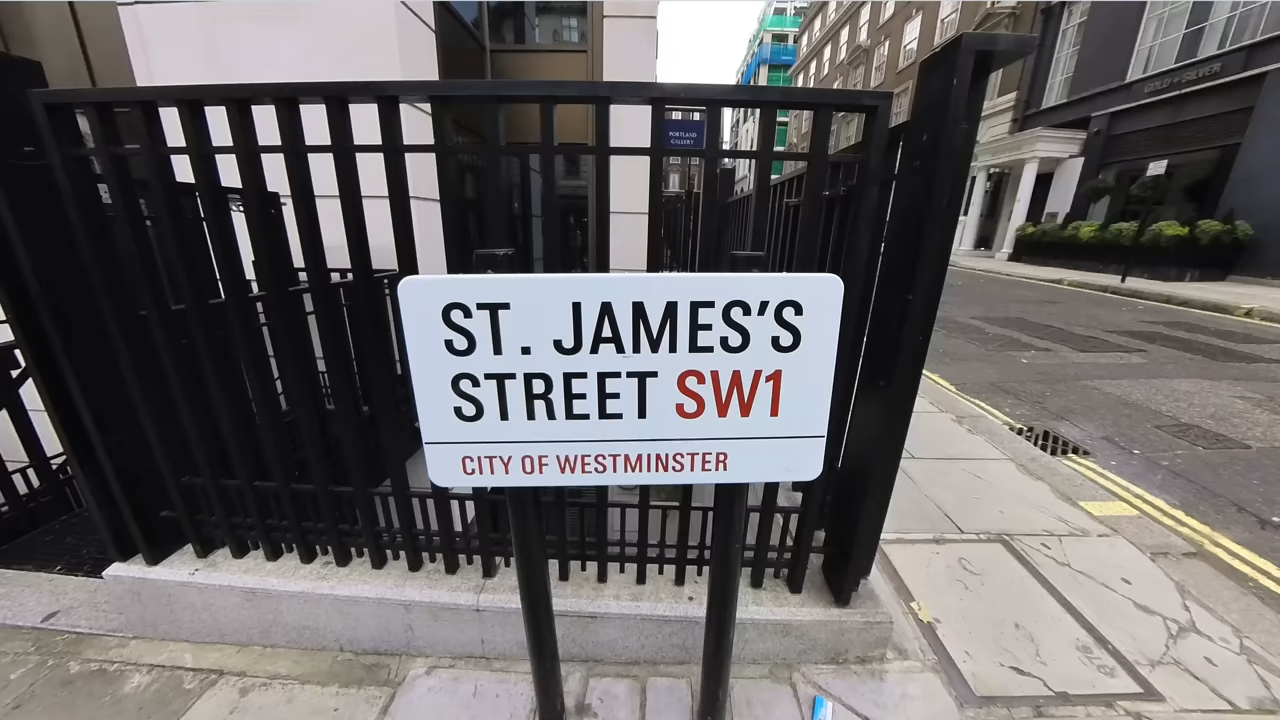 PORTLAND
GALLERY
GOLD + SILVER
ST. JAMES'S
STREET SW1
CITY OF WESTMINSTER